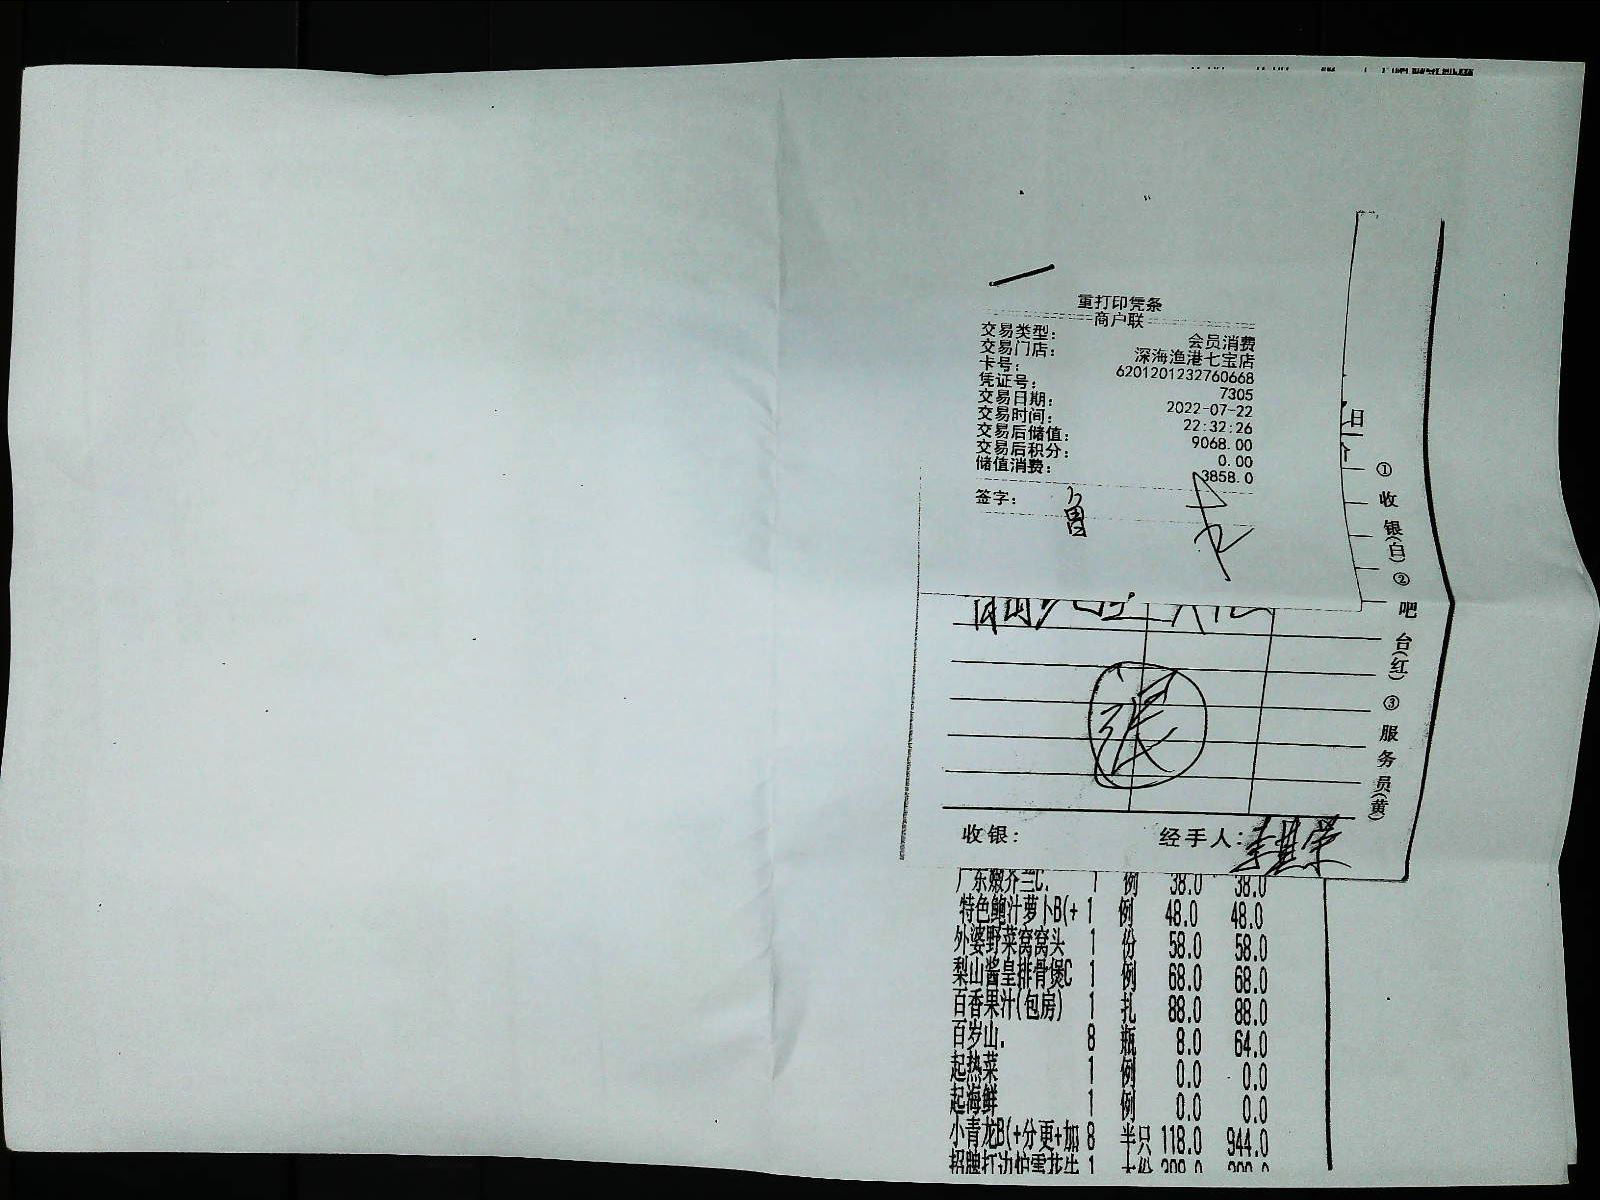 重打印凭条
商户联
交易类型： 会员消费
交易门店： 深海渔港七宝店
卡号： 6201201232760668
凭证号： 7305
交易日期： 2022-07-22
交易时间： 22:32:26
交易后储值： 9068.00
交易后积分： 0.00
储值消费： 3858.0
签字：
日
①收银(白) ②吧台(红) ③服务员(黄)
張
收银： 经手人：
广东嫩芥兰C. 1 例 38.0 38.0
特色鲍汁萝卜B(+ 1 例 48.0 48.0
外婆野菜窝窝头 1 份 58.0 58.0
梨山酱皇排骨煲C 1 例 68.0 68.0
百香果汁(包房) 1 扎 88.0 88.0
百岁山. 8 瓶 8.0 64.0
起热菜 1 例 0.0 0.0
起海鲜 1 例 0.0 0.0
小青龙B(+分更+加 8 半只 118.0 944.0